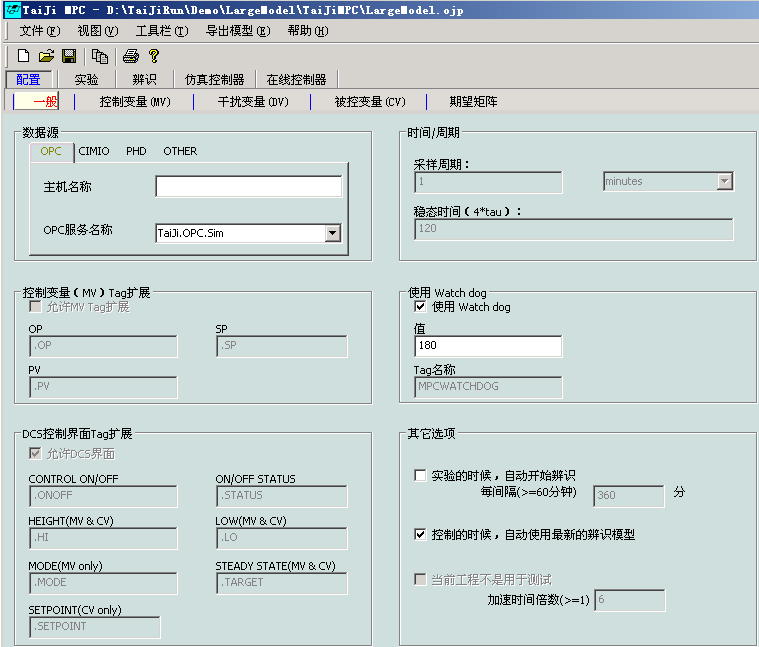 TaiJi MPC - D:\TaiJiRun\Demo\LargeModel\TaiJiMPC\LargeModel.ojp
文件(F) 视图(V) 工具栏(T) 导出模型(E) 帮助(H)
配置 实验 辨识 仿真控制器 在线控制器
一般 控制变量(MV) 干扰变量(DV) 被控变量(CV) 期望矩阵
数据源
OPC CIMIO PHD OTHER
主机名称
OPC服务名称 TaiJi.OPC.Sim
时间/周期
采样周期：
1 minutes
稳态时间（4*tau）：
120
控制变量（MV）Tag扩展
允许MV Tag扩展
OP SP
.OP .SP
PV
.PV
使用 Watch dog
使用 Watch dog
值
180
Tag名称
MPCWATCHDOG
DCS控制界面Tag扩展
允许DCS界面
CONTROL ON/OFF ON/OFF STATUS
.ONOFF .STATUS
HEIGHT(MV & CV) LOW(MV & CV)
.HI .LO
MODE(MV only) STEADY STATE(MV & CV)
.MODE .TARGET
SETPOINT(CV only)
.SETPOINT
其它选项
实验的时候，自动开始辨识
每间隔(>=60分钟) 360 分
控制的时候，自动使用最新的辨识模型
当前工程不是用于测试
加速时间倍数(>=1) 6